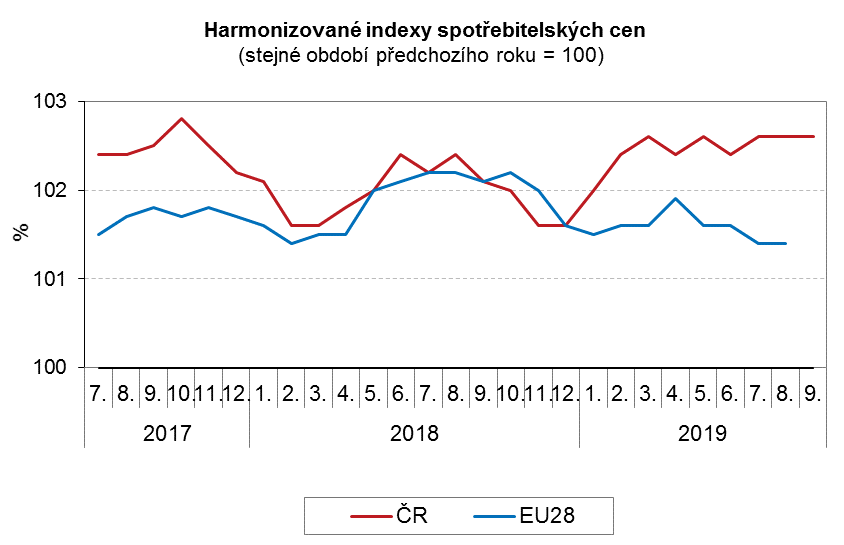 Harmonizované indexy spotřebitelských cen
(stejné období předchozího roku = 100)
103
102
%
101
100
7. 8. 9. 10. 11. 12. 1. 2. 3. 4. 5. 6. 7. 8. 9. 10. 11. 12. 1. 2. 3. 4. 5. 6. 7. 8. 9.
2017 2018 2019
ČR EU28